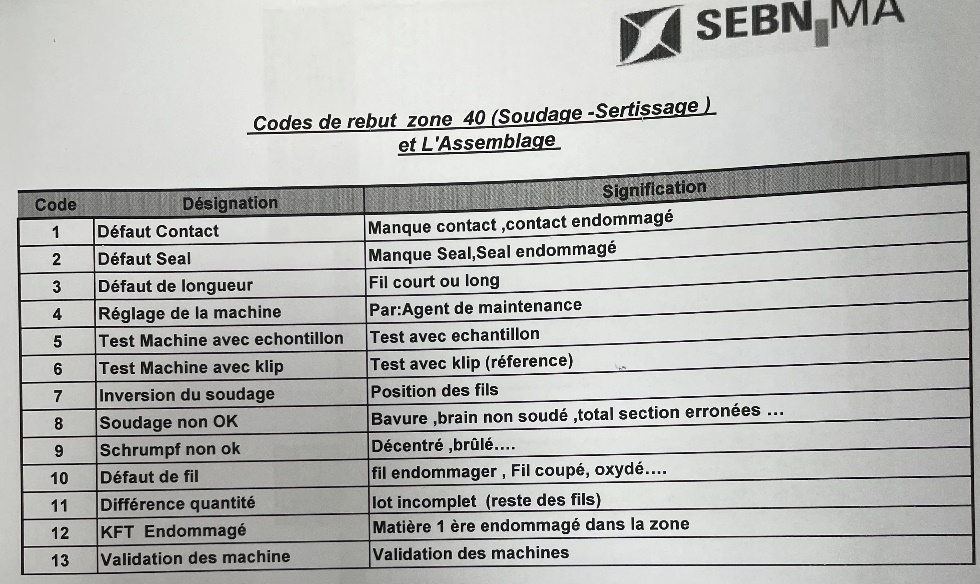 SEBN_MA
Codes de rebut zone 40 (Soudage -Sertissage )
et L'Assemblage
Code Désignation Signification
1 Défaut Contact Manque contact ,contact endommagé
2 Défaut Seal Manque Seal,Seal endommagé
3 Défaut de longueur Fil court ou long
4 Réglage de la machine Par:Agent de maintenance
5 Test Machine avec echontillon Test avec echantillon
6 Test Machine avec klip Test avec klip (réference)
7 Inversion du soudage Position des fils
8 Soudage non OK Bavure ,brain non soudé ,total section erronées ...
9 Schrumpf non ok Décentré ,brûlé....
10 Défaut de fil fil endommager , Fil coupé, oxydé....
11 Différence quantité lot incomplet (reste des fils)
12 KFT Endommagé Matière 1 ère endommagé dans la zone
13 Validation des machine Validation des machines